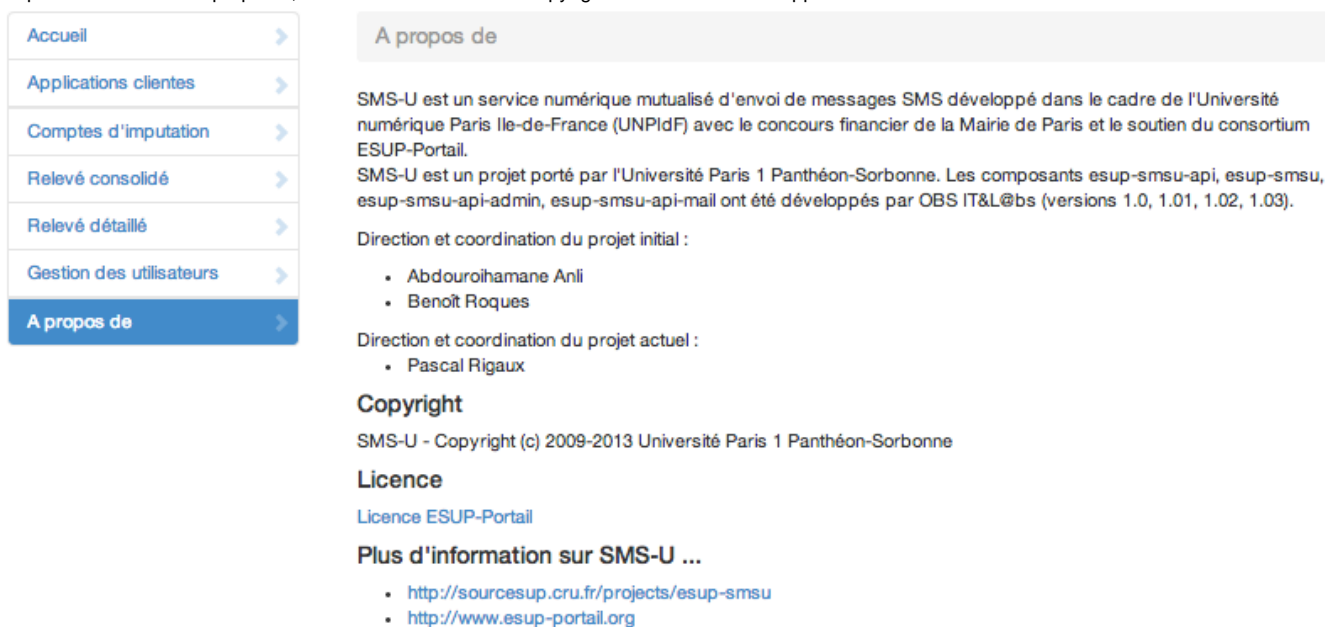 Accueil
Applications clientes
Comptes d'imputation
Relevé consolidé
Relevé détaillé
Gestion des utilisateurs
A propos de
A propos de
SMS-U est un service numérique mutualisé d'envoi de messages SMS développé dans le cadre de l'Université
numérique Paris Ile-de-France (UNPIdF) avec le concours financier de la Mairie de Paris et le soutien du consortium
ESUP-Portail.
SMS-U est un projet porté par l'Université Paris 1 Panthéon-Sorbonne. Les composants esup-smsu-api, esup-smsu,
esup-smsu-api-admin, esup-smsu-api-mail ont été développés par OBS IT&L@bs (versions 1.0, 1.01, 1.02, 1.03).
Direction et coordination du projet initial :
• Abdouroihamane Anli
• Benoît Roques
Direction et coordination du projet actuel :
• Pascal Rigaux
Copyright
SMS-U - Copyright (c) 2009-2013 Université Paris 1 Panthéon-Sorbonne
Licence
Licence ESUP-Portail
Plus d'information sur SMS-U ...
• http://sourcesup.cru.fr/projects/esup-smsu
• http://www.esup-portail.org